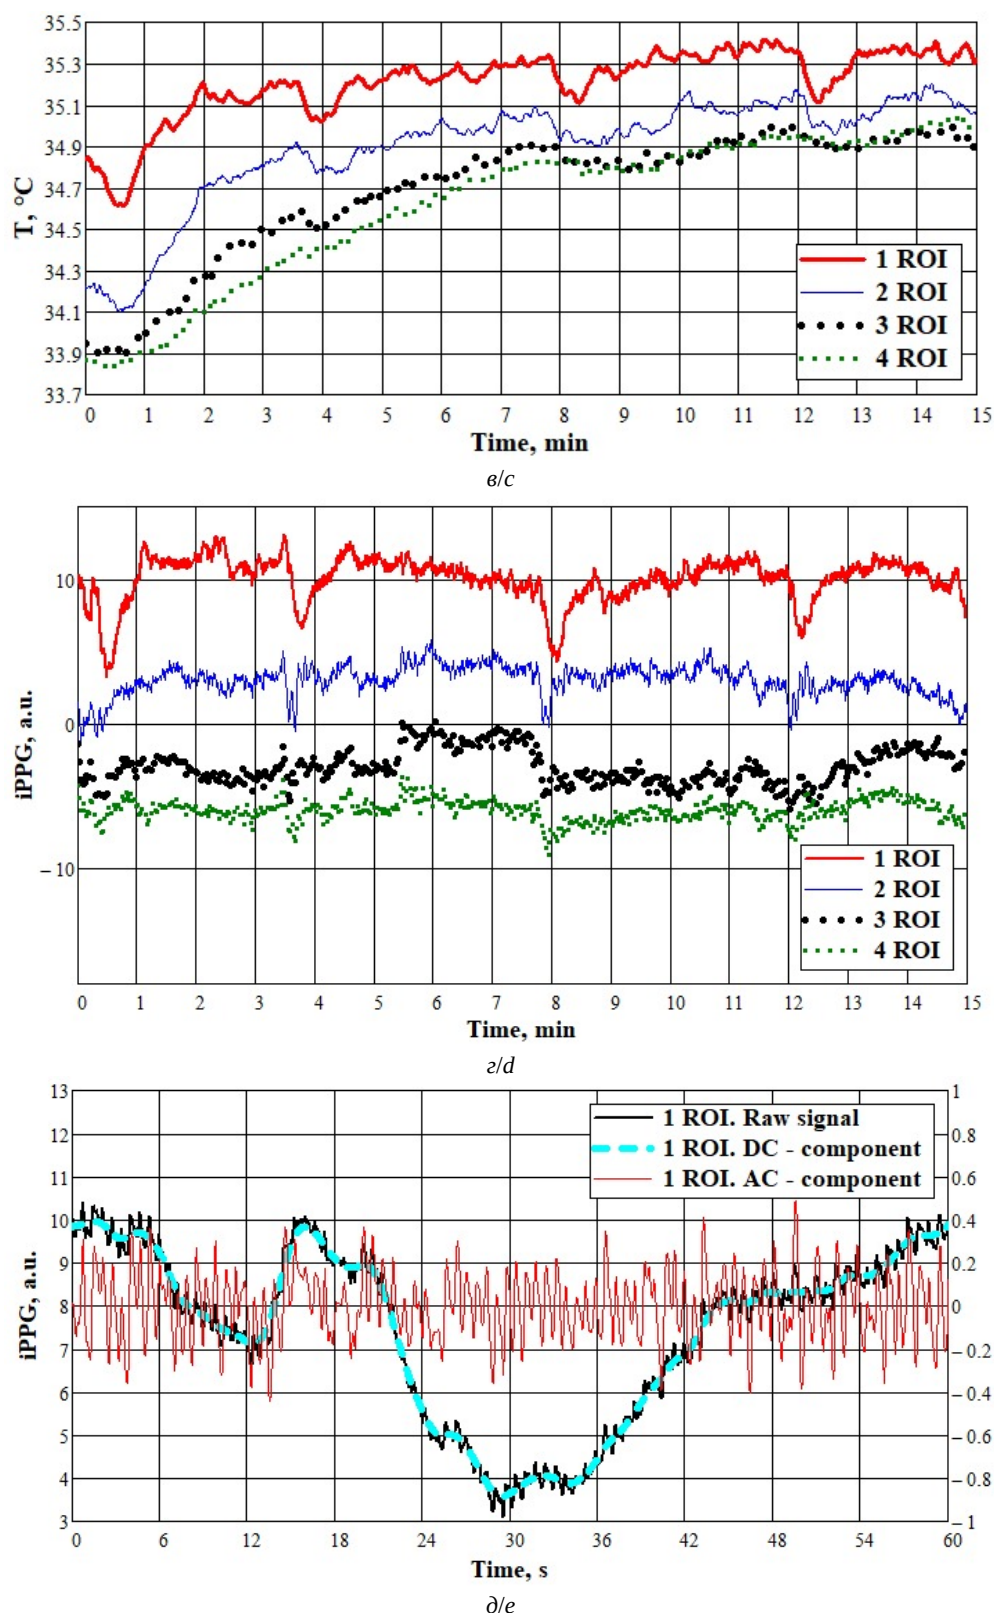 35.5
35.3
35.1
34.9
34.7
34.5
34.3
34.1
33.9
33.7
T, °C
1 ROI
2 ROI
3 ROI
4 ROI
0 1 2 3 4 5 6 7 8 9 10 11 12 13 14 15
Time, min
в/c
10
0
– 10
iPPG, a.u.
1 ROI
2 ROI
3 ROI
4 ROI
0 1 2 3 4 5 6 7 8 9 10 11 12 13 14 15
Time, min
г/d
13
12
11
10
9
8
7
6
5
4
3
iPPG, a.u.
1 ROI. Raw signal
1 ROI. DC - component
1 ROI. AC - component
1
0.8
0.6
0.4
0.2
0
– 0.2
– 0.4
– 0.6
– 0.8
– 1
0 6 12 18 24 30 36 42 48 54 60
Time, s
д/e